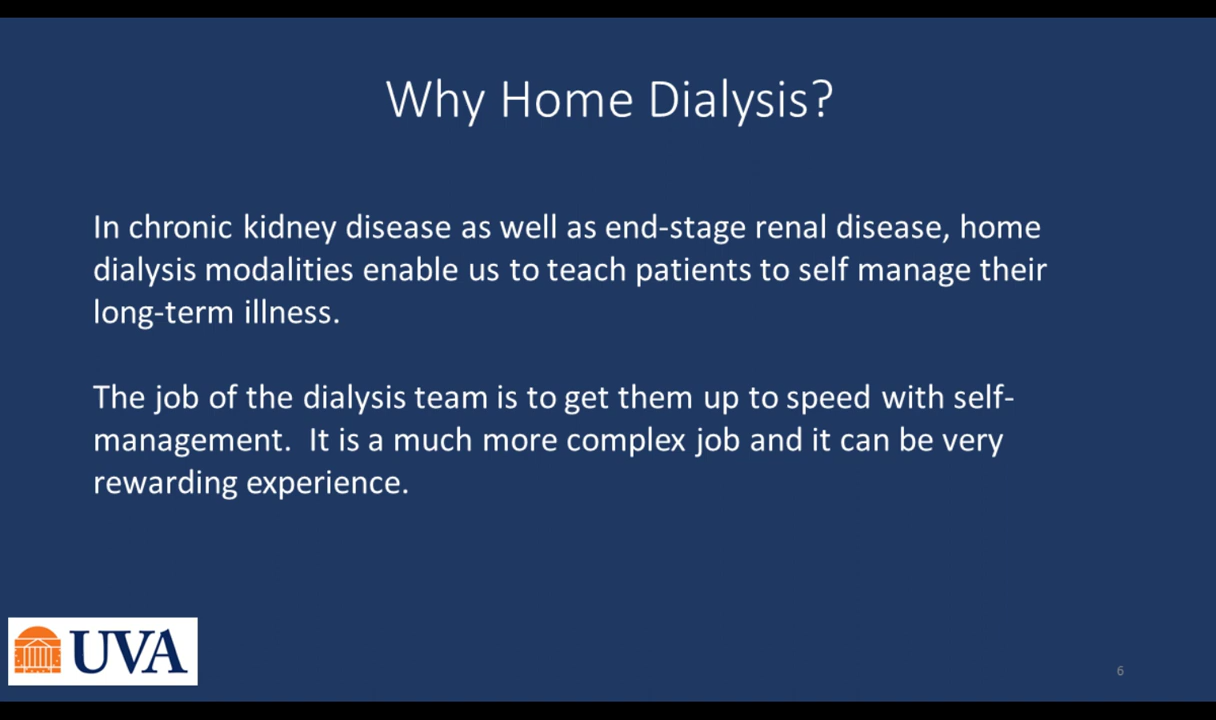 Why Home Dialysis?
In chronic kidney disease as well as end-stage renal disease, home
dialysis modalities enable us to teach patients to self manage their
long-term illness.
The job of the dialysis team is to get them up to speed with self-
management.  It is a much more complex job and it can be very
rewarding experience.
UVA
6